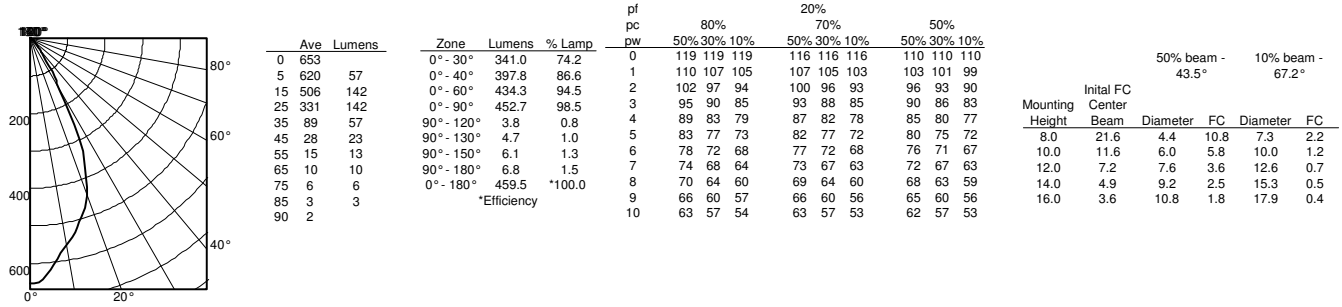 80°
60°
40°
200
400
600
0°
20°
Ave Lumens
0 653
5 620 57
15 506 142
25 331 142
35 89 57
45 28 23
55 15 13
65 10 10
75 6 6
85 3 3
90 2
Zone Lumens % Lamp
0° - 30° 341.0 74.2
0° - 40° 397.8 86.6
0° - 60° 434.3 94.5
0° - 90° 452.7 98.5
90° - 120° 3.8 0.8
90° - 130° 4.7 1.0
90° - 150° 6.1 1.3
90° - 180° 6.8 1.5
0° - 180° 459.5 *100.0
*Efficiency
pf 20%
pc 80% 70% 50%
pw 50% 30% 10% 50% 30% 10% 50% 30% 10%
0 119 119 119 116 116 116 110 110 110
1 110 107 105 107 105 103 103 101 99
2 102 97 94 100 96 93 96 93 90
3 95 90 85 93 88 85 90 86 83
4 89 83 79 87 82 78 85 80 77
5 83 77 73 82 77 72 80 75 72
6 78 72 68 77 72 68 76 71 67
7 74 68 64 73 67 63 72 67 63
8 70 64 60 69 64 60 68 63 59
9 66 60 57 66 60 56 65 60 56
10 63 57 54 63 57 53 62 57 53
50% beam - 10% beam -
43.5° 67.2°
Inital FC
Mounting Center
Height Beam Diameter FC Diameter FC
8.0 21.6 4.4 10.8 7.3 2.2
10.0 11.6 6.0 5.8 10.0 1.2
12.0 7.2 7.6 3.6 12.6 0.7
14.0 4.9 9.2 2.5 15.3 0.5
16.0 3.6 10.8 1.8 17.9 0.4